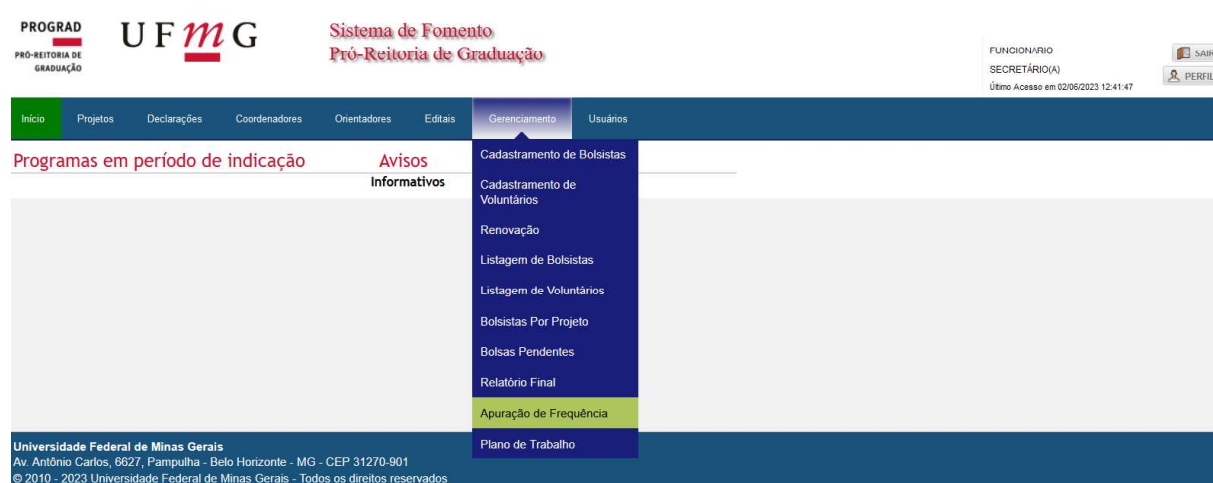 PROGRAD
PRÓ-REITORIA DE
GRADUAÇÃO
UFmG
Sistema de Fomento
Pró-Reitoria de Graduação
FUNCIONARIO
SECRETÁRIO(A)
Último Acesso em 02/06/2023 12:41:47
SAIR
PERFIL
Início Projetos Declarações Coordenadores Orientadores Editais Gerenciamento Usuários
Programas em período de indicação
Avisos
Informativos
Cadastramento de Bolsistas
Cadastramento de
Voluntários
Renovação
Listagem de Bolsistas
Listagem de Voluntários
Bolsistas Por Projeto
Bolsas Pendentes
Relatório Final
Apuração de Frequência
Plano de Trabalho
Universidade Federal de Minas Gerais
Av. Antônio Carlos, 6627, Pampulha - Belo Horizonte - MG - CEP 31270-901
© 2010 - 2023 Universidade Federal de Minas Gerais - Todos os direitos reservados